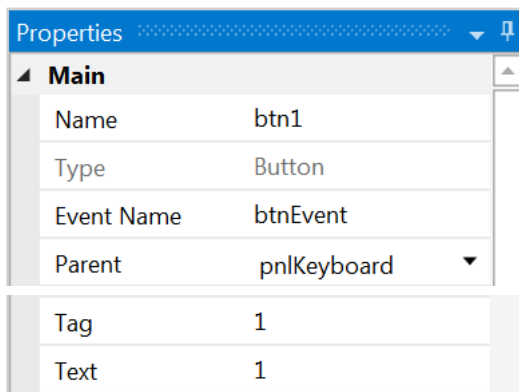 Properties
Main
Name btn1
Type Button
Event Name btnEvent
Parent pnlKeyboard
Tag 1
Text 1